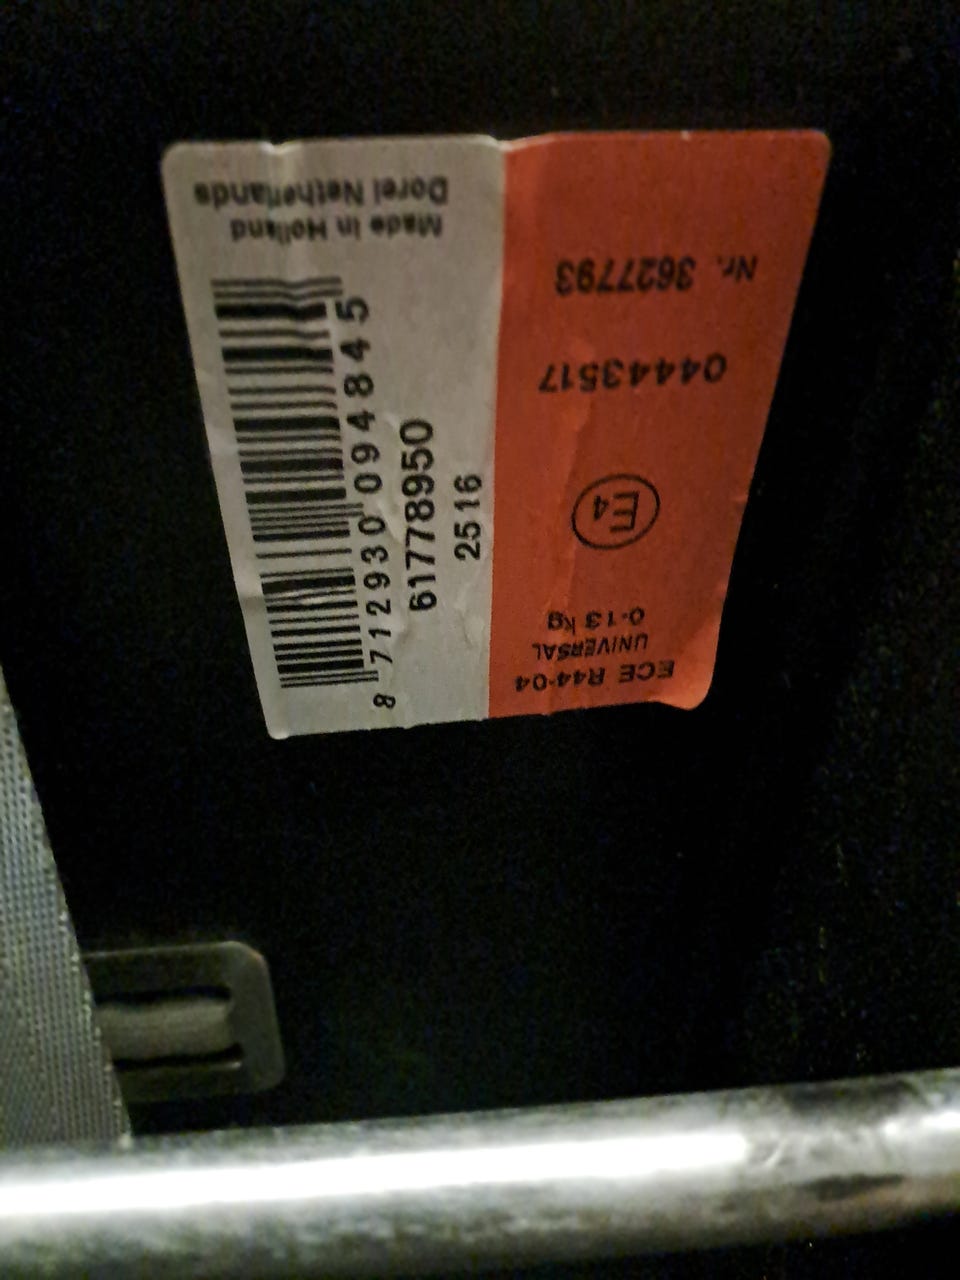 ECE R44-04
UNIVERSAL
0-13 kg
E4
04443517
Nr. 3627793
Made in Holland
Dorel Netherlands
8 712930 094845
61778950
2516